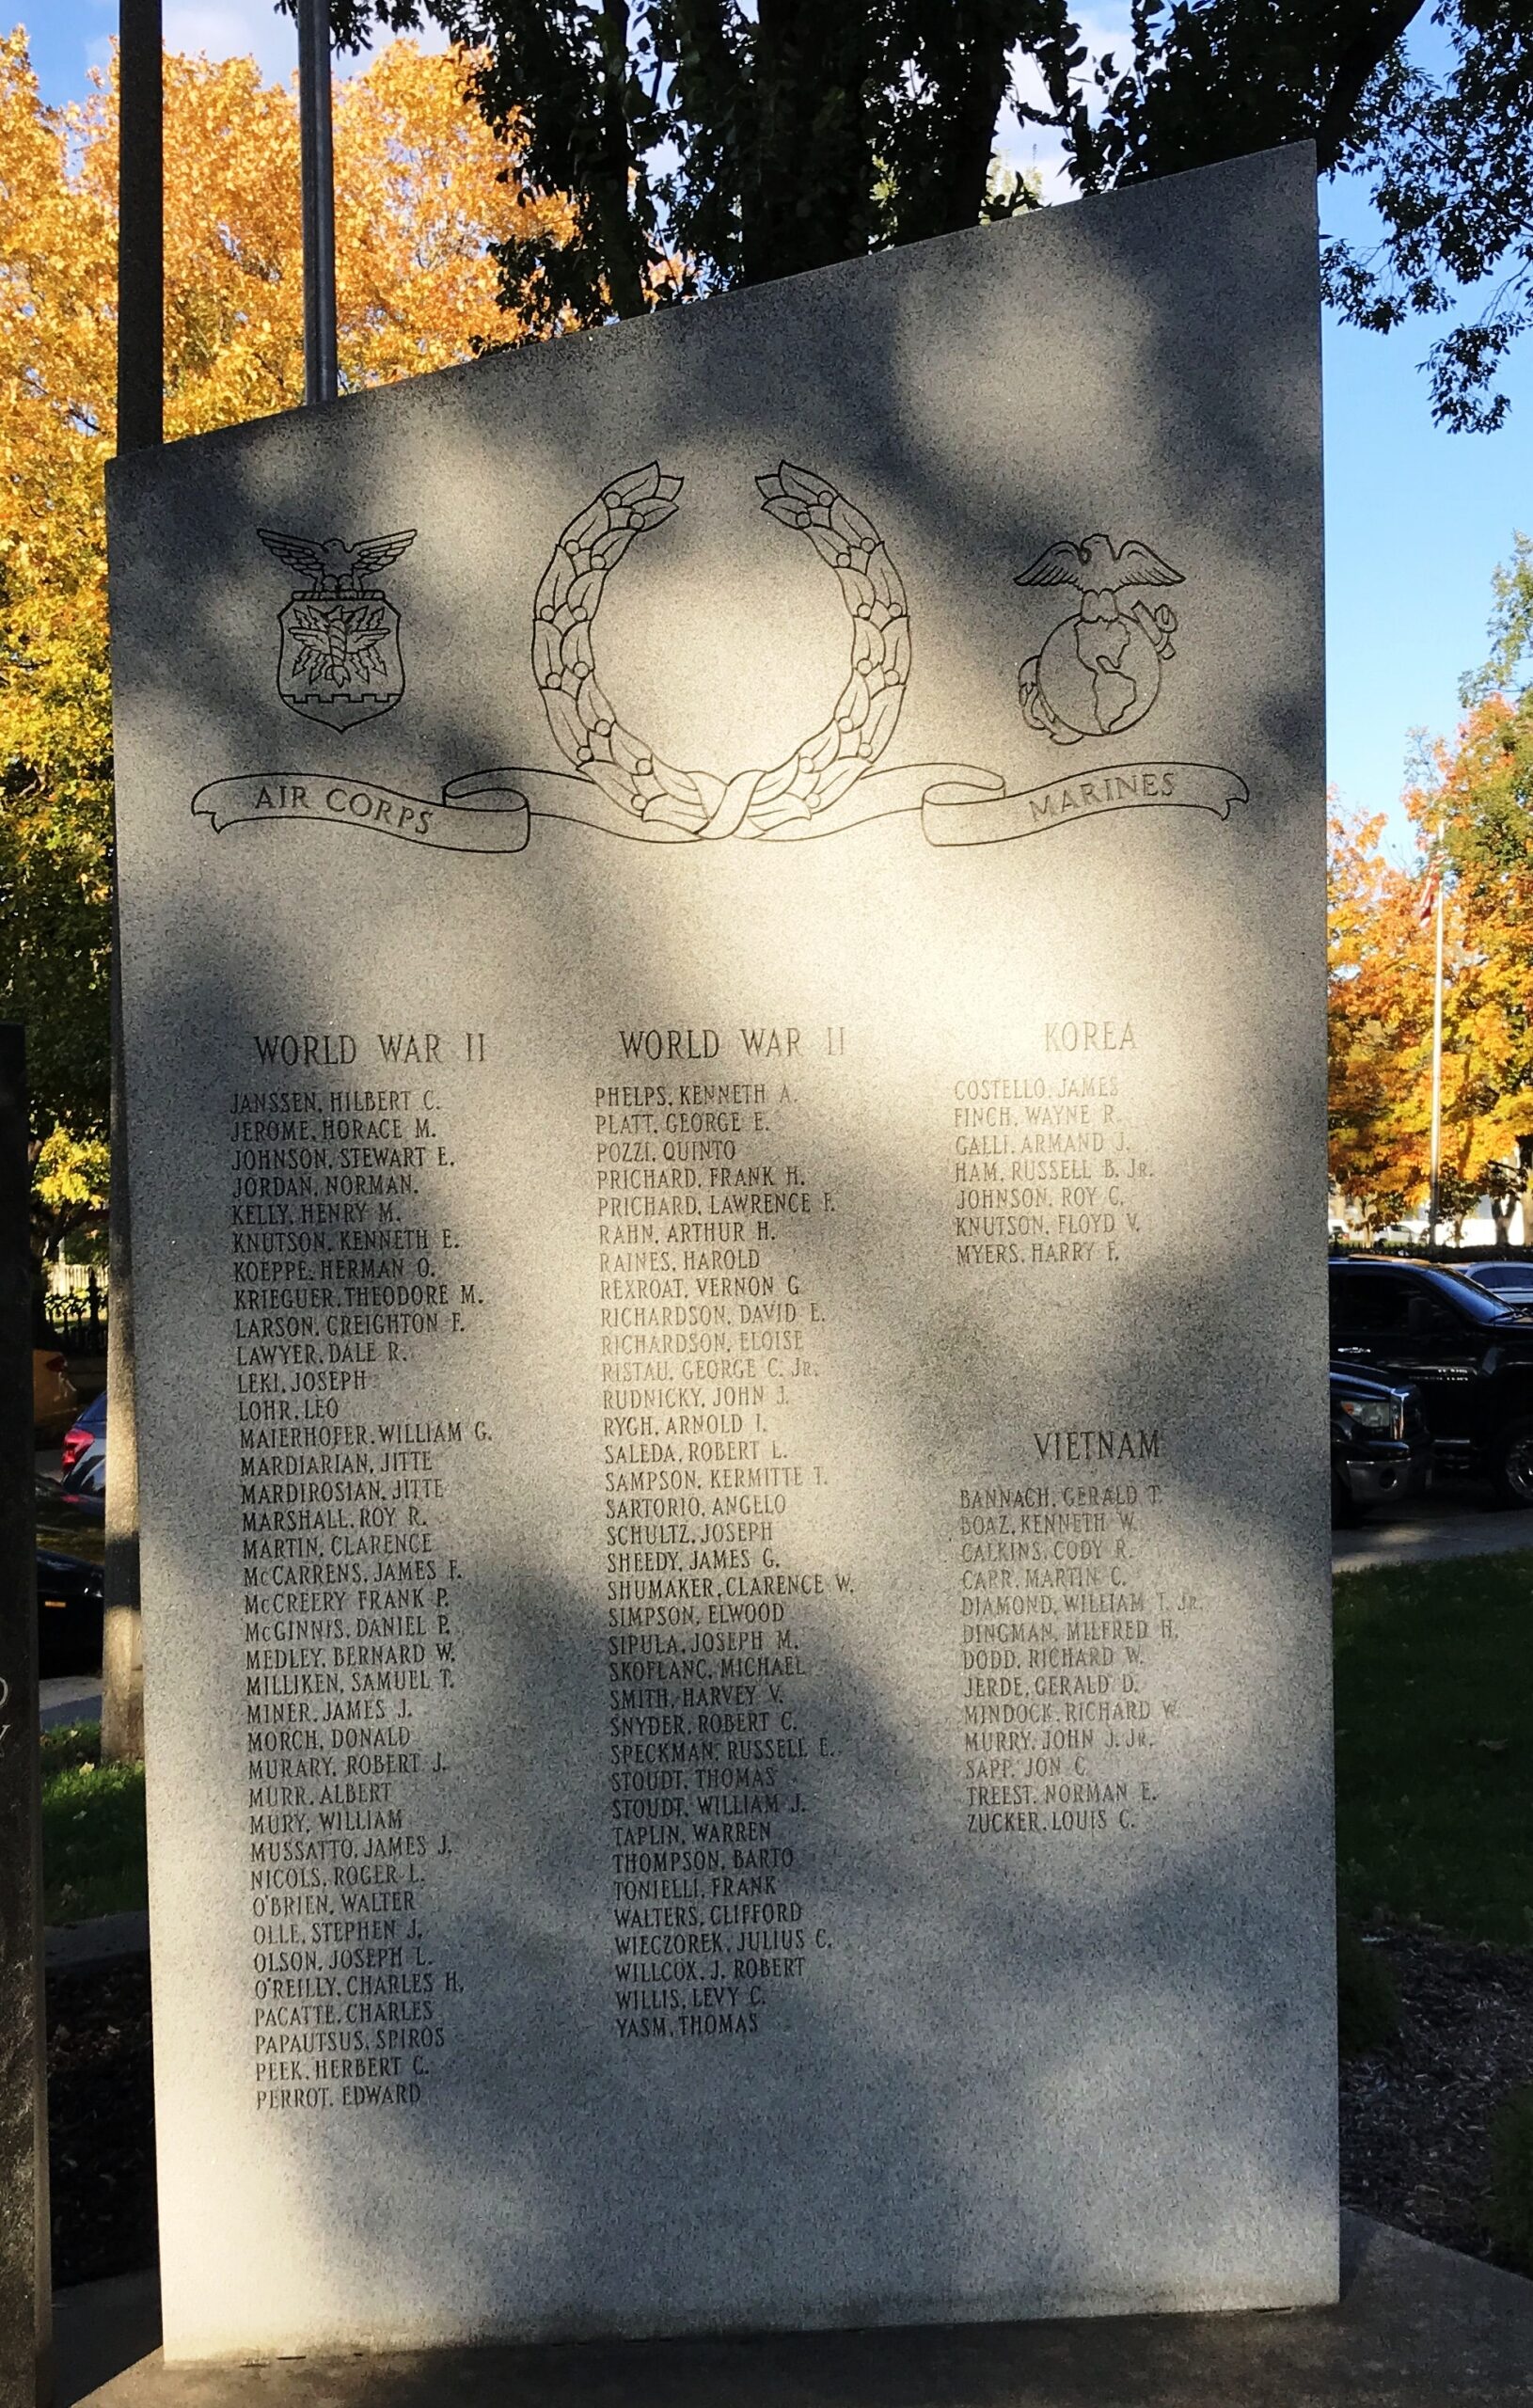 AIR CORPS
MARINES
WORLD WAR II
JANSSEN, HILBERT C.
JEROME, HORACE M.
JOHNSON, STEWART E.
JORDAN, NORMAN.
KELLY, HENRY M.
KNUTSON, KENNETH E.
KOEPPE, HERMAN O.
KRIEGUER, THEODORE M.
LARSON, CREIGHTON F.
LAWYER, DALE R.
LEKI, JOSEPH
LOHR, LEO
MAIERHOFER, WILLIAM G.
MARDIARIAN, JITTE
MARDIROSIAN, JITTE
MARSHALL, ROY R.
MARTIN, CLARENCE
McCARRENS, JAMES F.
McCREERY FRANK P.
McGINNIS, DANIEL P.
MEDLEY, BERNARD W.
MILLIKEN, SAMUEL T.
MINER, JAMES J.
MORCH, DONALD
MURARY, ROBERT J.
MURR, ALBERT
MURY, WILLIAM
MUSSATTO, JAMES J.
NICOLS, ROGER L.
O'BRIEN, WALTER
OLLE, STEPHEN J.
OLSON, JOSEPH L.
O'REILLY, CHARLES H.
PACATTE, CHARLES
PAPAUTSUS, SPIROS
PEEK, HERBERT C.
PERROT, EDWARD
WORLD WAR II
PHELPS, KENNETH A.
PLATT, GEORGE E.
POZZI, QUINTO
PRICHARD, FRANK H.
PRICHARD, LAWRENCE F.
RAHN, ARTHUR H.
RAINES, HAROLD
REXROAT, VERNON G
RICHARDSON, DAVID E.
RICHARDSON, ELOISE
RISTAU, GEORGE C. JR.
RUDNICKY, JOHN J.
RYGH, ARNOLD I.
SALEDA, ROBERT L.
SAMPSON, KERMITTE T.
SARTORIO, ANGELO
SCHULTZ, JOSEPH
SHEEDY, JAMES G.
SHUMAKER, CLARENCE W.
SIMPSON, ELWOOD
SIPULA, JOSEPH M.
SKOFLANC, MICHAEL
SMITH, HARVEY V.
SNYDER, ROBERT C.
SPECKMAN, RUSSELL E.
STOUDT, THOMAS
STOUDT, WILLIAM J.
TAPLIN, WARREN
THOMPSON, BARTO
TONIELLI, FRANK
WALTERS, CLIFFORD
WIECZOREK, JULIUS C.
WILLCOX, J. ROBERT
WILLIS, LEVY C.
YASM, THOMAS
KOREA
COSTELLO, JAMES
FINCH, WAYNE R.
GALLI, ARMAND J.
HAM, RUSSELL B. JR.
JOHNSON, ROY C.
KNUTSON, FLOYD V.
MYERS, HARRY F.
VIETNAM
BANNACH, GERALD T.
BOAZ, KENNETH W.
CALKINS, CODY R.
CARR, MARTIN C.
DIAMOND, WILLIAM T. JR.
DINGMAN, MILFRED H.
DODD, RICHARD W.
JERDE, GERALD D.
MINDOCK, RICHARD W.
MURRY, JOHN J. JR.
SAPP, JON C.
TREEST, NORMAN E.
ZUCKER, LOUIS C.